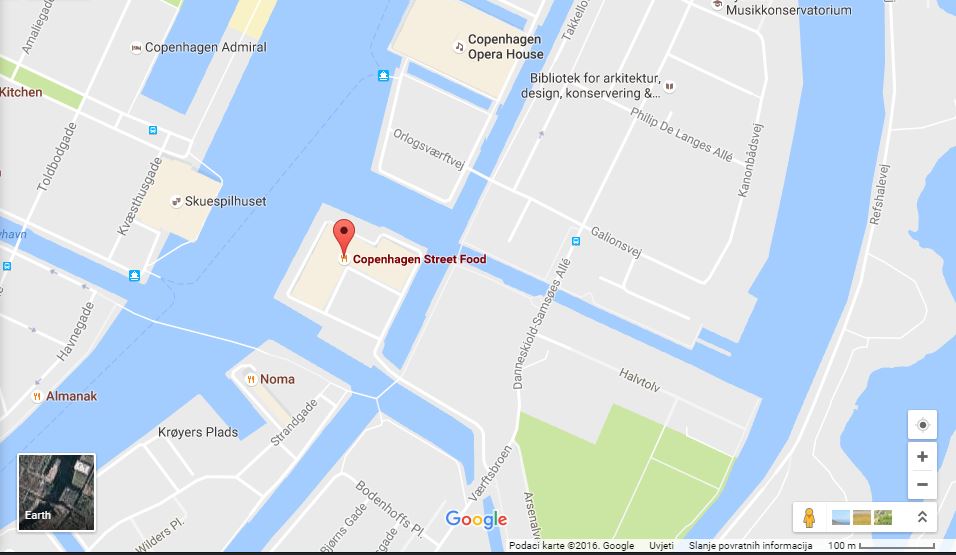 Musikkonservatorium
Amaliegade
Copenhagen Admiral
Copenhagen
Opera House
Takkello
Bibliotek for arkitektur,
design, konservering &...
Kitchen
Toldbodgade
Kvæsthusgade
Orlogsværftvej
Philip De Langes Allé
Kanonbådsvej
Refshalevej
Skuespilhuset
Galionsvej
Copenhagen Street Food
Havnegade
Danneskiold-Samsøes Allé
Halvtolv
Noma
Almanak
Strandgade
Krøyers Plads
Værftsbroen
Bodenhoffs Pl.
Bjørns Gade
Arsenalv
Wilders Pl.
Earth
Google
Podaci karte ©2016. Google Uvjeti Slanje povratnih informacija 100 m